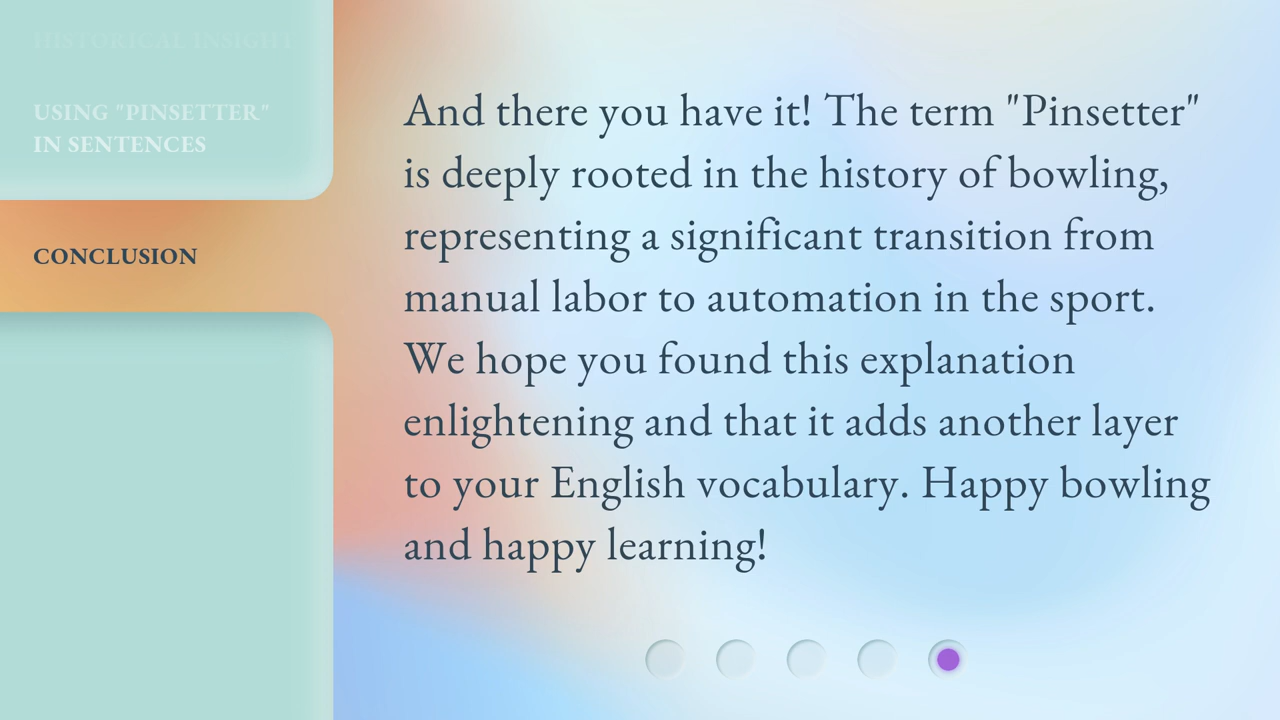 HISTORICAL INSIGHT
USING "PINSETTER"
IN SENTENCES
CONCLUSION
And there you have it! The term "Pinsetter"
is deeply rooted in the history of bowling,
representing a significant transition from
manual labor to automation in the sport.
We hope you found this explanation
enlightening and that it adds another layer
to your English vocabulary. Happy bowling
and happy learning!